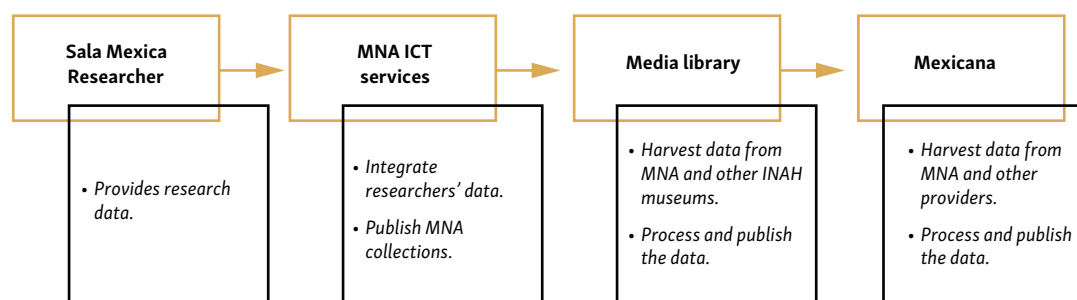 Sala Mexica
Researcher
MNA ICT
services
Media library
Mexicana
• Provides research
data.
• Integrate
researchers’ data.
• Publish MNA
collections.
• Harvest data from
MNA and other INAH
museums.
• Process and publish
the data.
• Harvest data from
MNA and other
providers.
• Process and publish
the data.